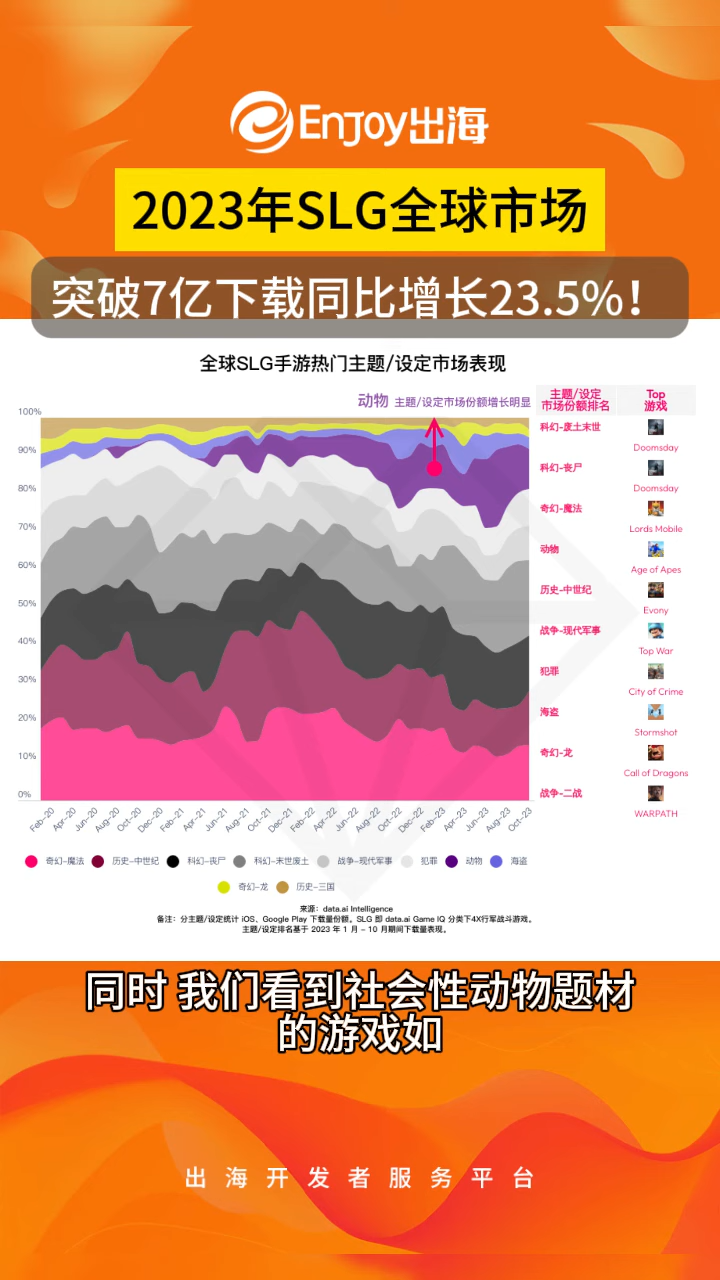 Enjoy出海
2023年SLG全球市场
突破7亿下载同比增长23.5%！
全球SLG手游热门主题/设定市场表现
动物 主题/设定市场份额增长明显
主题/设定
市场份额排名
Top
游戏
100%
90%
80%
70%
60%
50%
40%
30%
20%
10%
0%
科幻-废土末世
Doomsday
科幻-丧尸
Doomsday
奇幻-魔法
Lords Mobile
动物
Age of Apes
历史-中世纪
Evony
战争-现代军事
Top War
犯罪
City of Crime
海盗
Stormshot
奇幻-龙
Call of Dragons
战争-二战
WARPATH
Feb-20 Apr-20 Jun-20 Aug-20 Oct-20 Dec-20 Feb-21 Apr-21 Jun-21 Aug-21 Oct-21 Dec-21 Feb-22 Apr-22 Jun-22 Aug-22 Oct-22 Dec-22 Feb-23 Apr-23 Jun-23 Aug-23 Oct-23
奇幻-魔法 历史-中世纪 科幻-丧尸 科幻-末世废土 战争-现代军事 犯罪 动物 海盗
奇幻-龙 历史-三国
来源：data.ai Intelligence
备注：分主题/设定统计 iOS、Google Play 下载量份额。SLG 即 data.ai Game IQ 分类下4X行军战斗游戏。
主题/设定排名基于 2023 年 1 月 - 10 月期间下载量表现。
同时 我们看到社会性动物题材
的游戏如
出海开发者服务平台